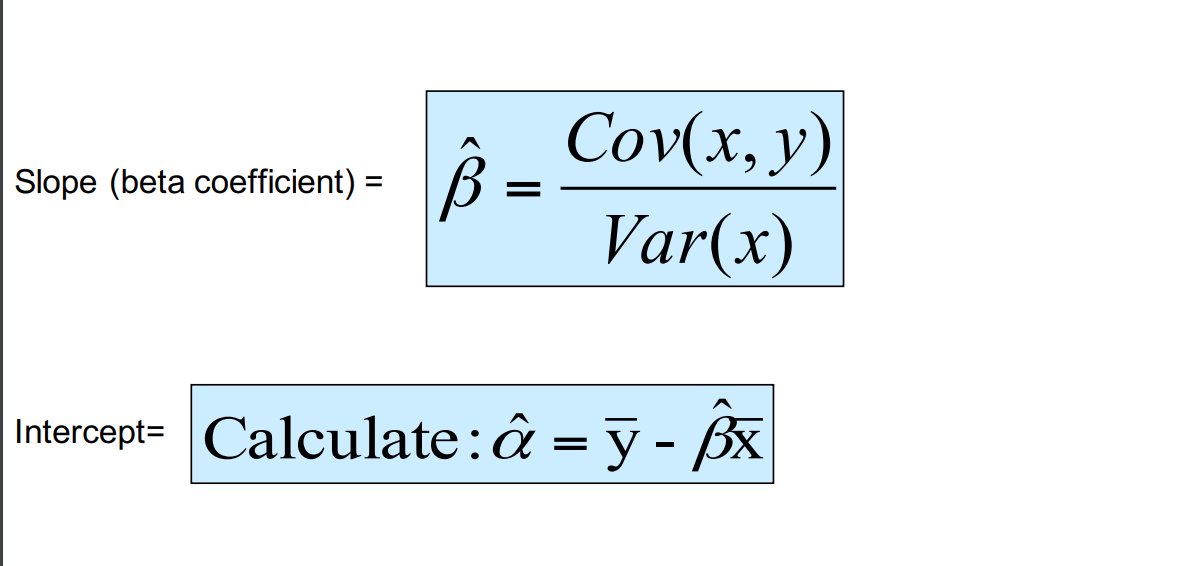 Slope (beta coefficient) = β̂ = Cov(x, y) / Var(x)
Intercept= Calculate: α̂ = y̅ - β̂x̅